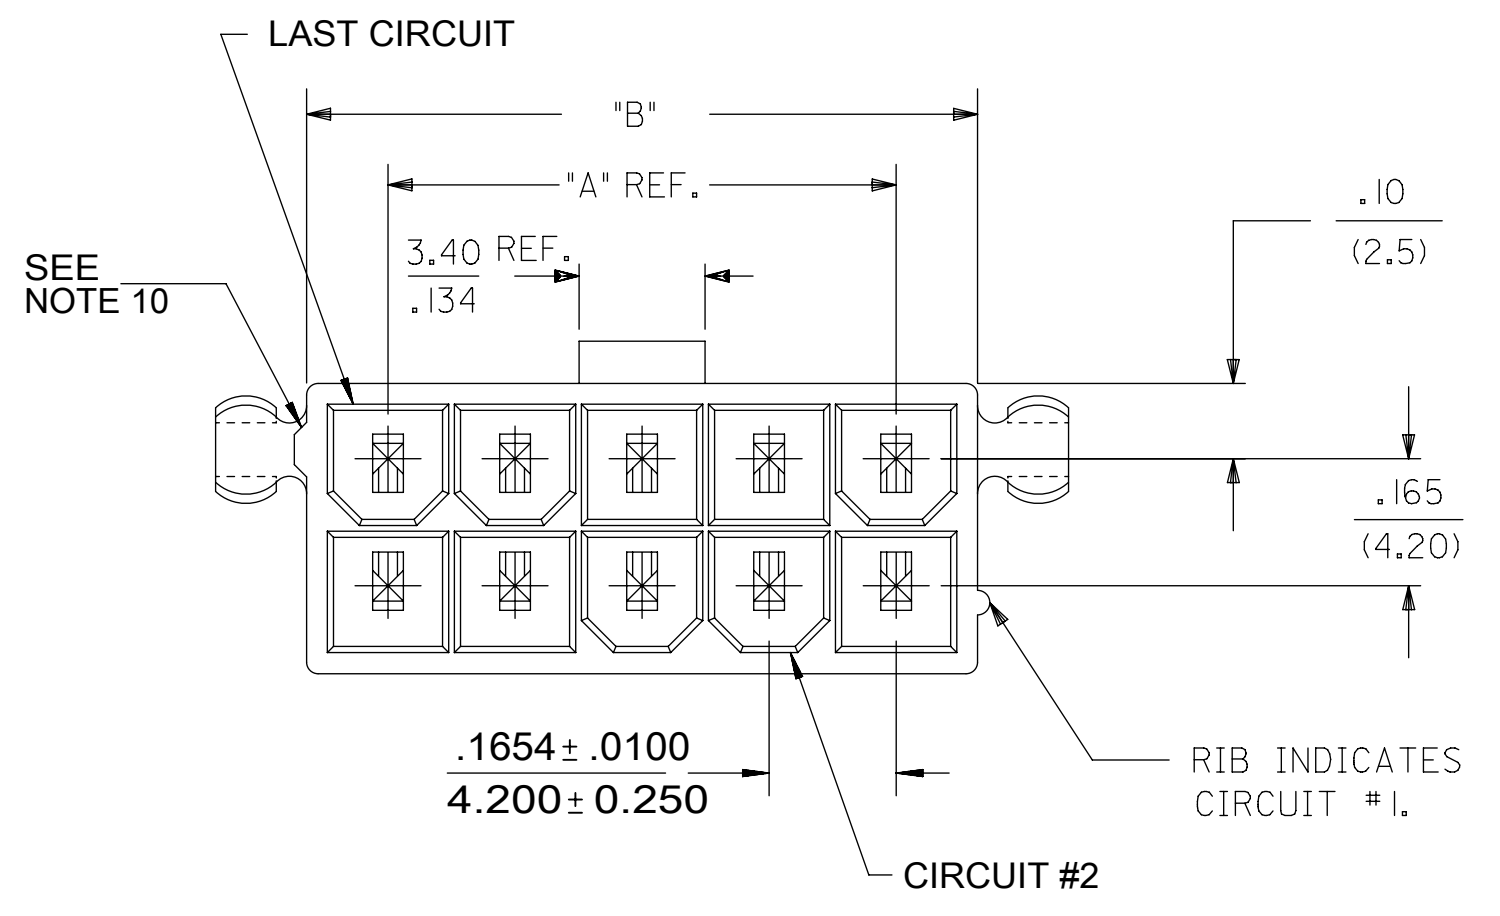 LAST CIRCUIT
"B"
"A" REF.
.10
(2.5)
3.40 REF.
.134
SEE
NOTE 10
.165
(4.20)
.1654 ± .0100
4.200 ± 0.250
RIB INDICATES
CIRCUIT #1.
CIRCUIT #2